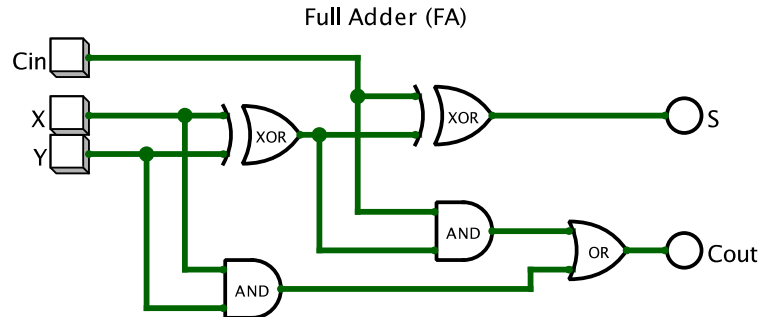 Full Adder (FA)
Cin
X
Y
XOR
XOR
S
AND
OR
Cout
AND